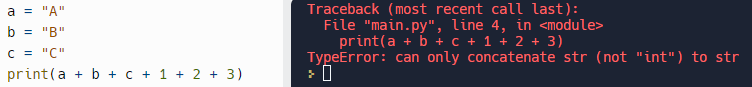 a = "A"
b = "B"
c = "C"
print(a + b + c + 1 + 2 + 3)
Traceback (most recent call last):
  File "main.py", line 4, in <module>
    print(a + b + c + 1 + 2 + 3)
TypeError: can only concatenate str (not "int") to str